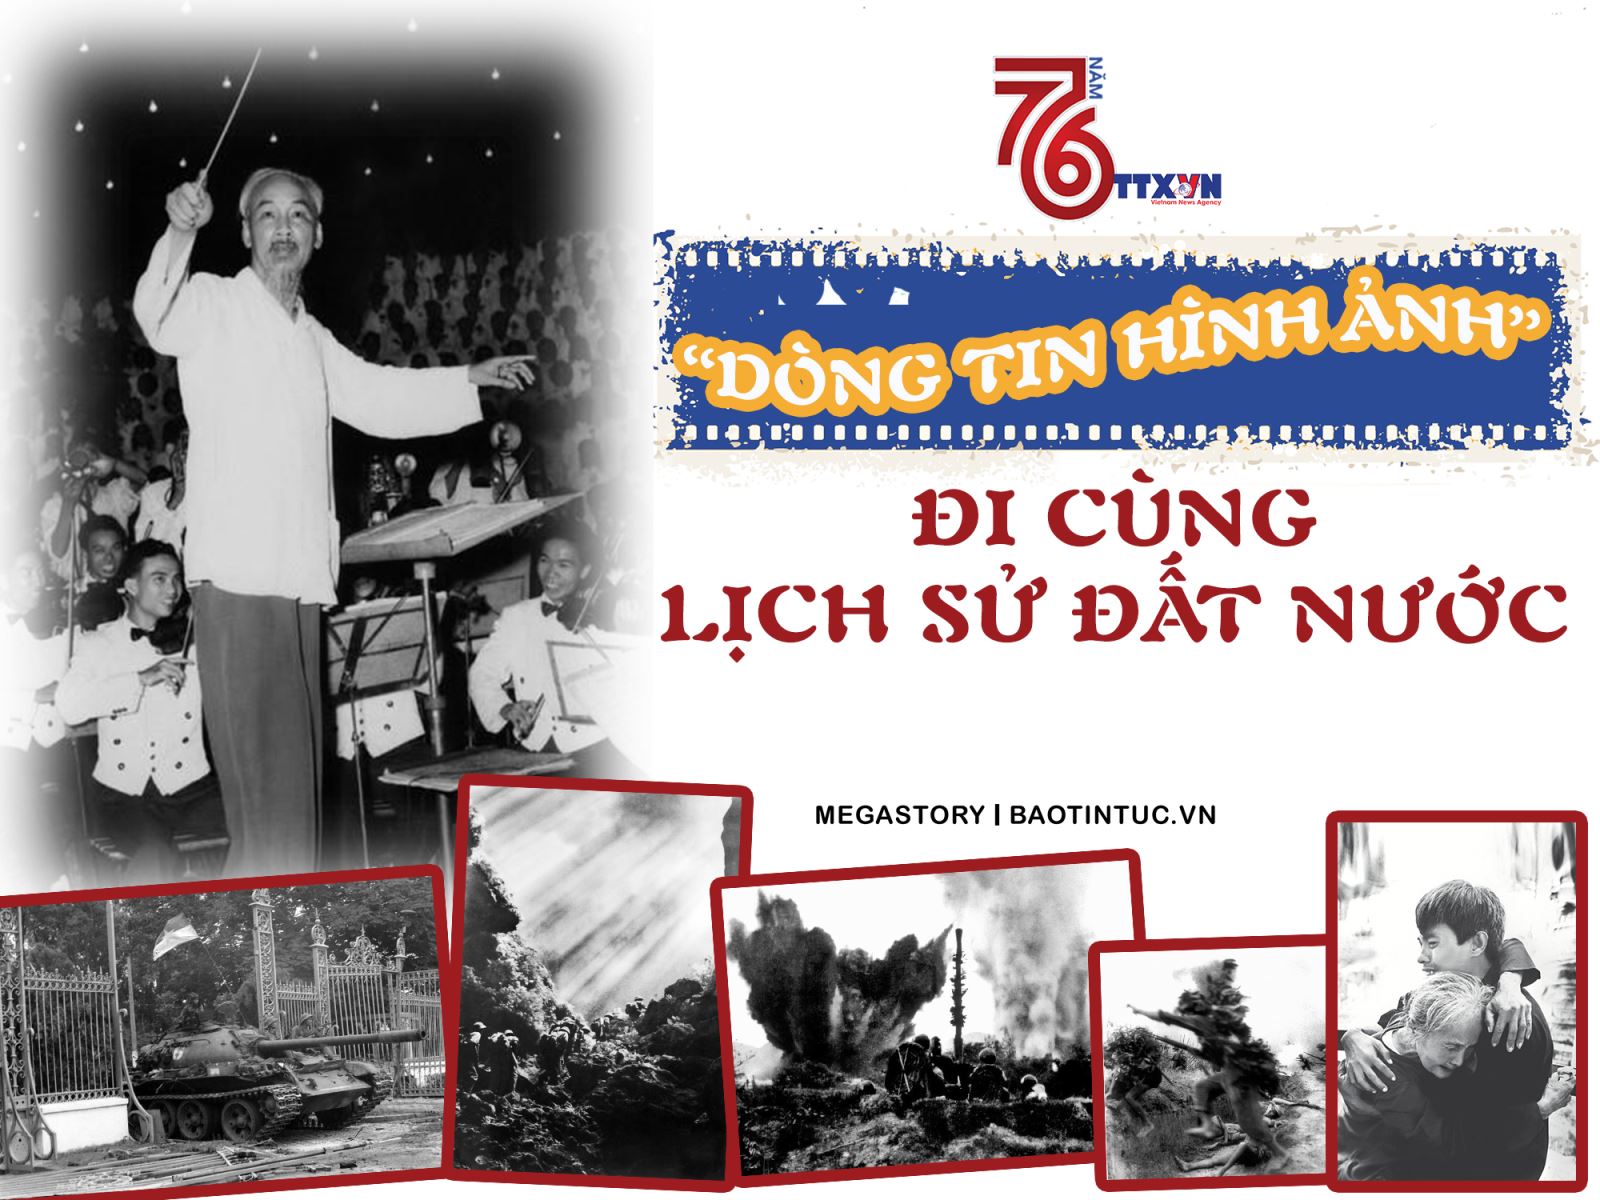 76
NĂM
TTXVN
Vietnam News Agency
“DÒNG TIN HÌNH ẢNH”
ĐI CÙNG
LỊCH SỬ ĐẤT NƯỚC
MEGASTORY | BAOTINTUC.VN